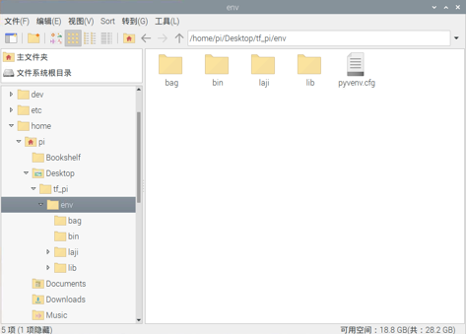 env
文件(F) 编辑(E) 视图(V) Sort 转到(G) 工具(L)
/home/pi/Desktop/tf_pi/env
主文件夹
文件系统根目录
dev
etc
home
pi
Bookshelf
Desktop
tf_pi
env
bag
bin
laji
lib
Documents
Downloads
Music
bag bin laji lib pyvenv.cfg
5 项 (1 项隐藏) 可用空间：18.8 GB(共：28.2 GB)